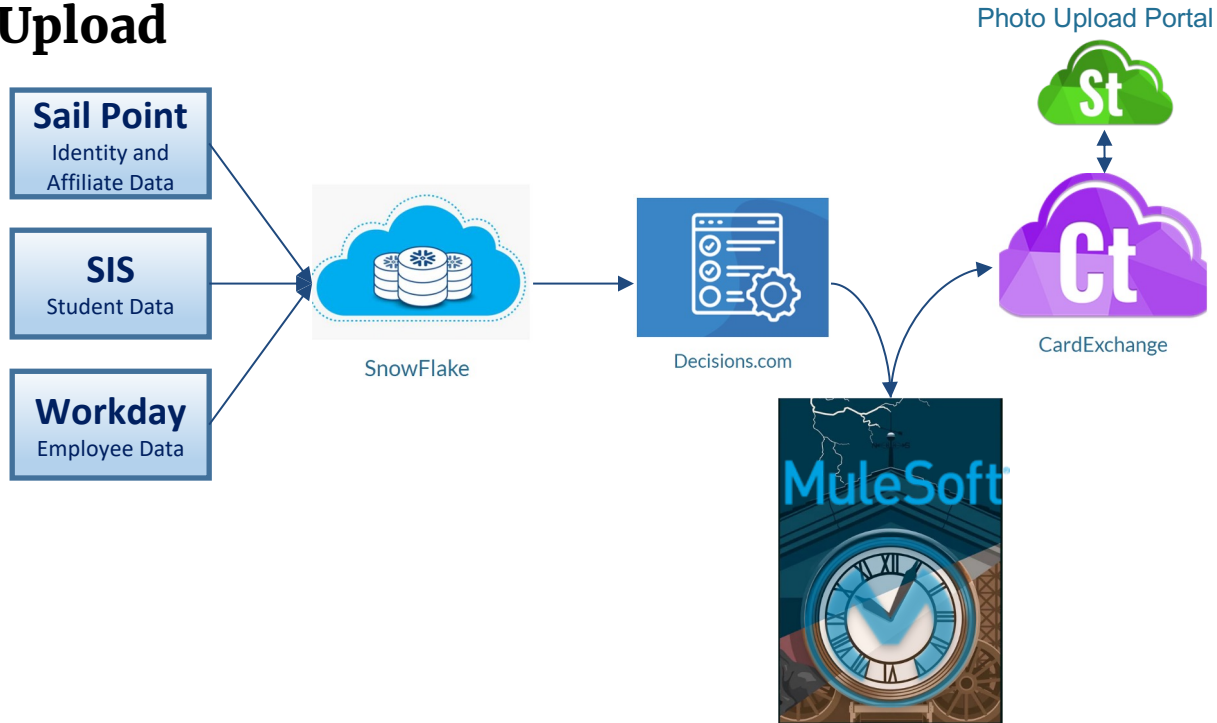 Upload
Photo Upload Portal
St
Sail Point
Identity and
Affiliate Data
SIS
Student Data
Workday
Employee Data
SnowFlake
Decisions.com
Ct
CardExchange
MuleSoft
XII